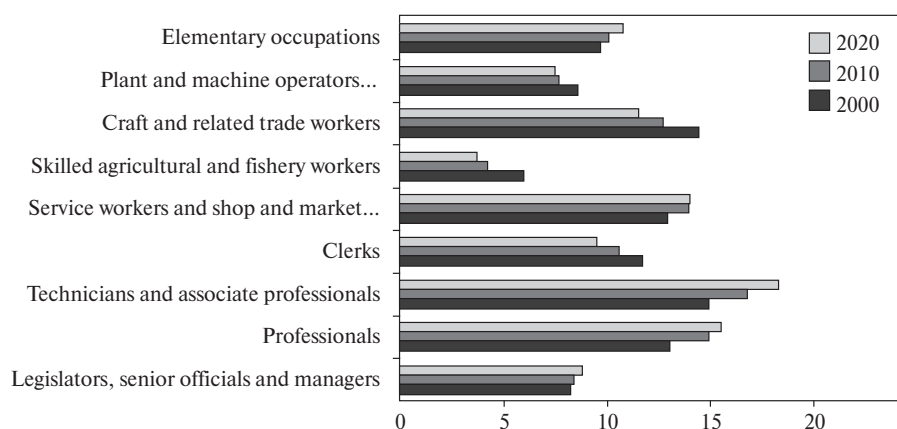 Elementary occupations
Plant and machine operators...
Craft and related trade workers
Skilled agricultural and fishery workers
Service workers and shop and market...
Clerks
Technicians and associate professionals
Professionals
Legislators, senior officials and managers
2020
2010
2000
0 5 10 15 20